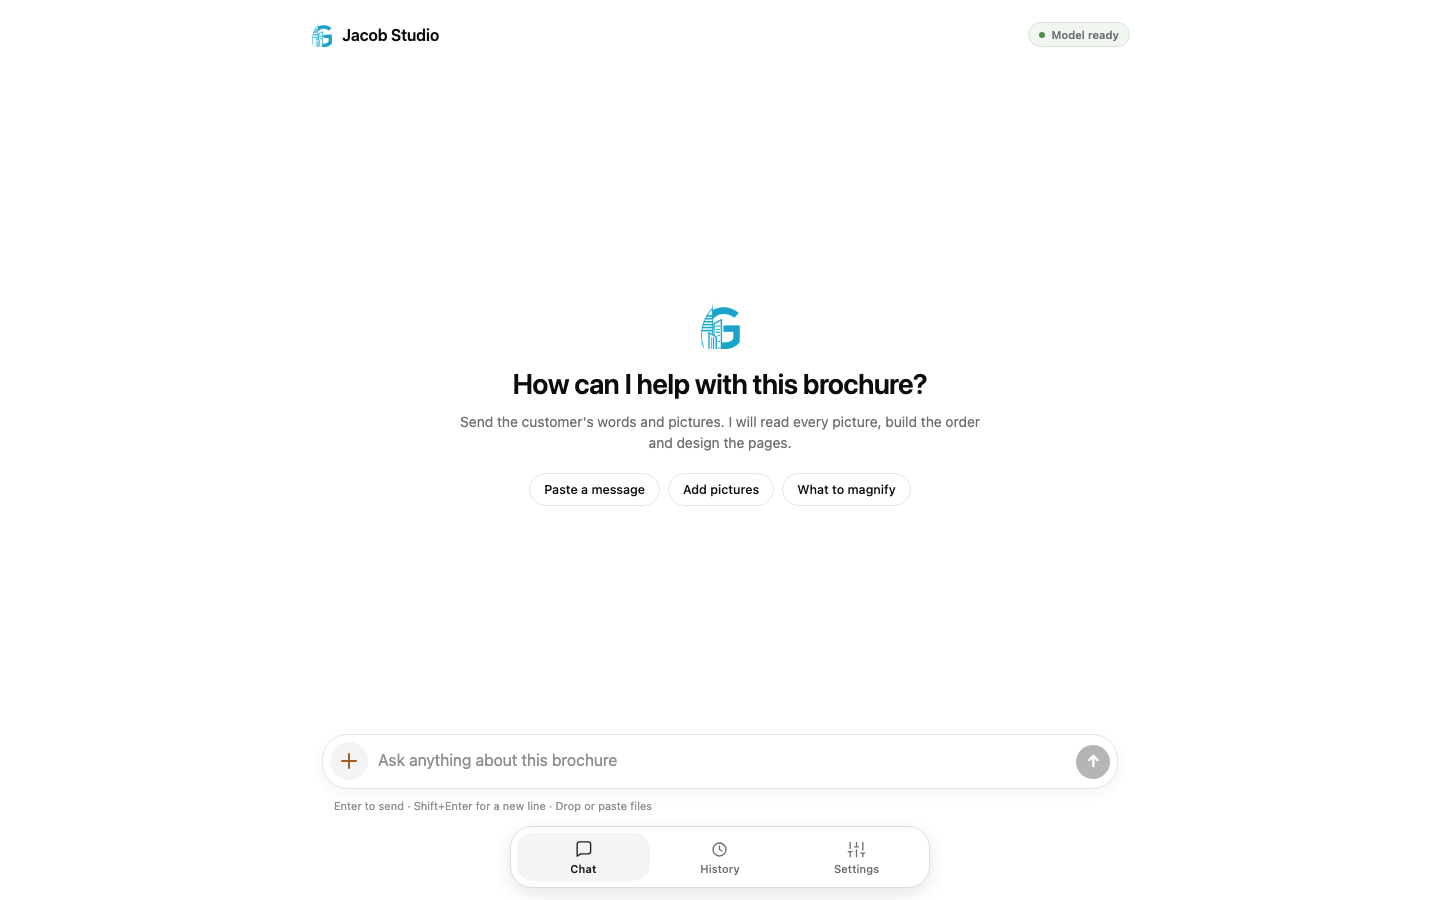 Jacob Studio
Model ready
How can I help with this brochure?
Send the customer's words and pictures. I will read every picture, build the order
and design the pages.
Paste a message
Add pictures
What to magnify
Ask anything about this brochure
Enter to send · Shift+Enter for a new line · Drop or paste files
Chat
History
Settings